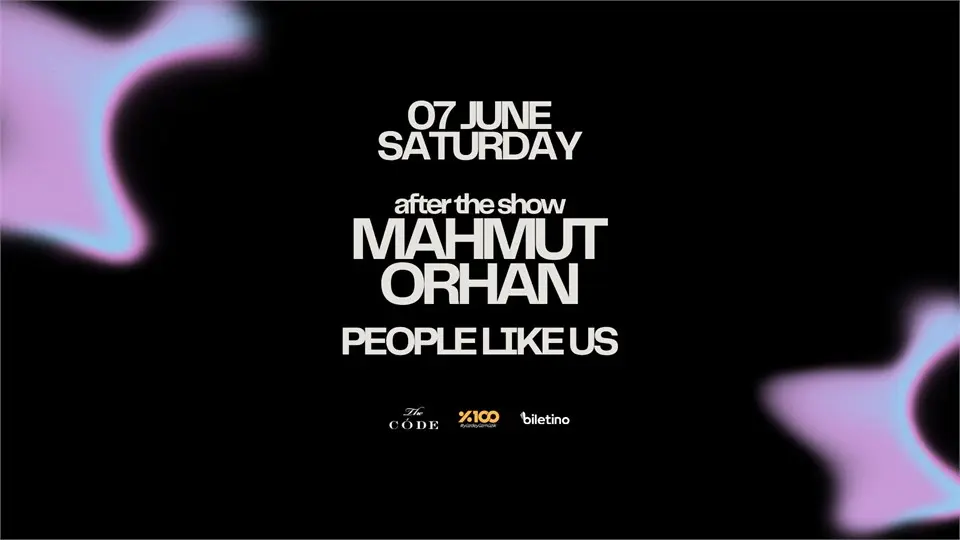 07 JUNE
SATURDAY
after the show
MAHMUT
ORHAN
PEOPLE LIKE US
The
CODE
%100
biletino